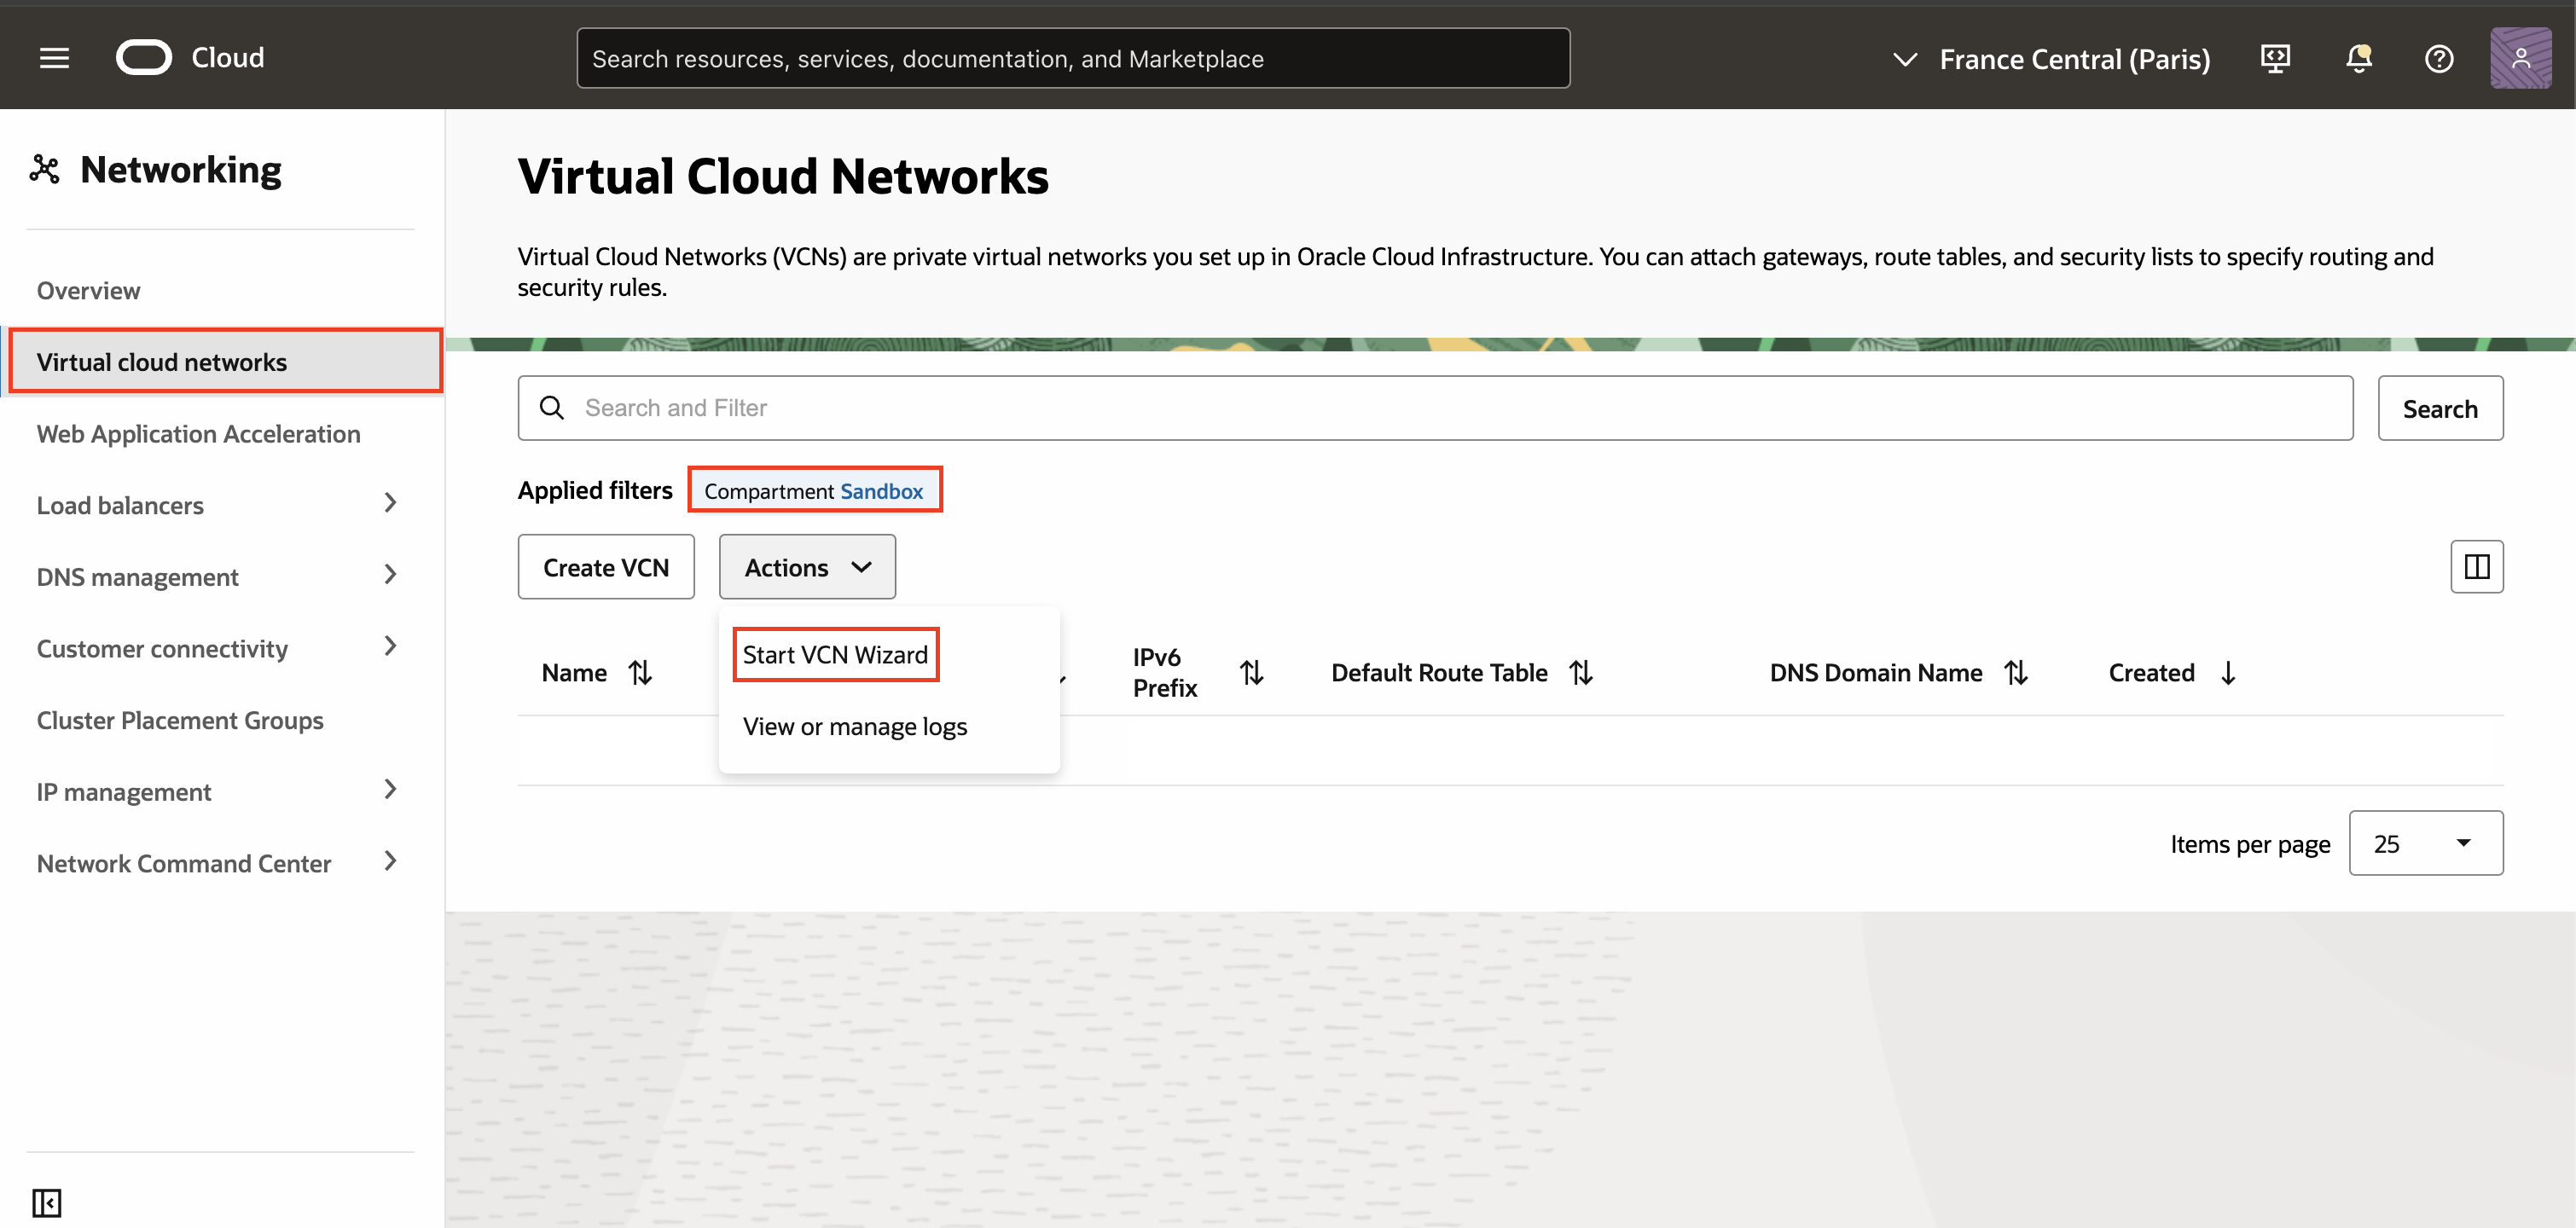 Cloud
Search resources, services, documentation, and Marketplace
France Central (Paris)
Networking
Overview
Virtual cloud networks
Web Application Acceleration
Load balancers
DNS management
Customer connectivity
Cluster Placement Groups
IP management
Network Command Center
Virtual Cloud Networks
Virtual Cloud Networks (VCNs) are private virtual networks you set up in Oracle Cloud Infrastructure. You can attach gateways, route tables, and security lists to specify routing and
security rules.
Search and Filter
Search
Applied filters
Compartment Sandbox
Create VCN
Actions
Start VCN Wizard
View or manage logs
Name
IPv6
Prefix
Default Route Table
DNS Domain Name
Created
Items per page
25